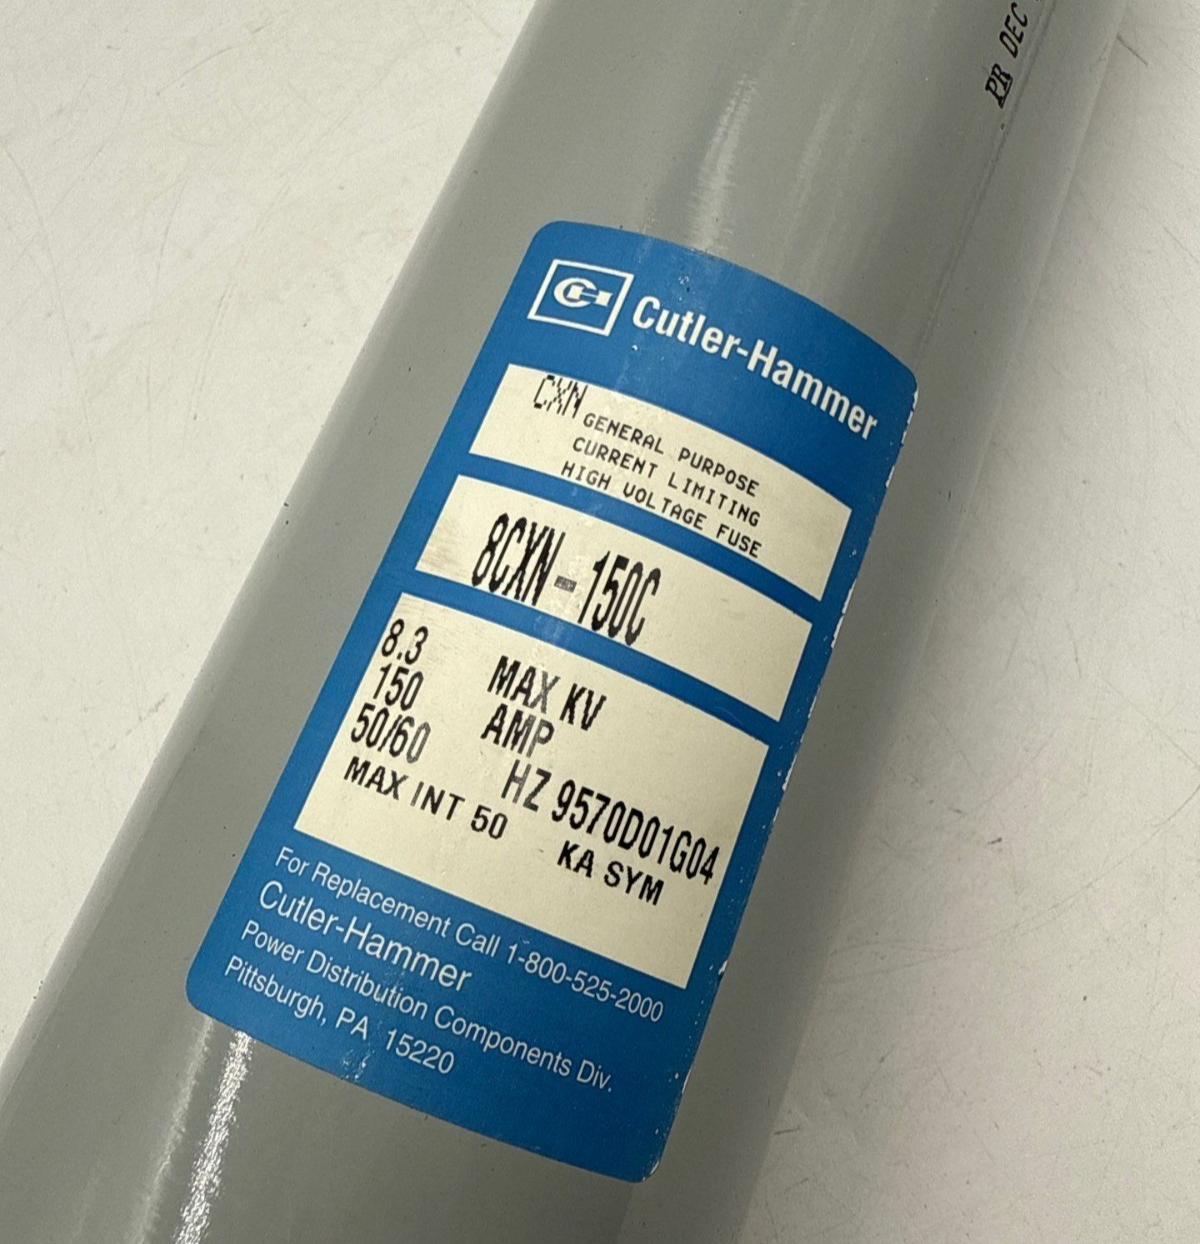 PR DEC
CH Cutler-Hammer
CXN GENERAL PURPOSE
CURRENT LIMITING
HIGH VOLTAGE FUSE
8CXN-150C
8.3 MAX KV
150 AMP
50/60 HZ 9570D01G04
MAX INT 50 KA SYM
For Replacement Call 1-800-525-2000
Cutler-Hammer
Power Distribution Components Div.
Pittsburgh, PA 15220